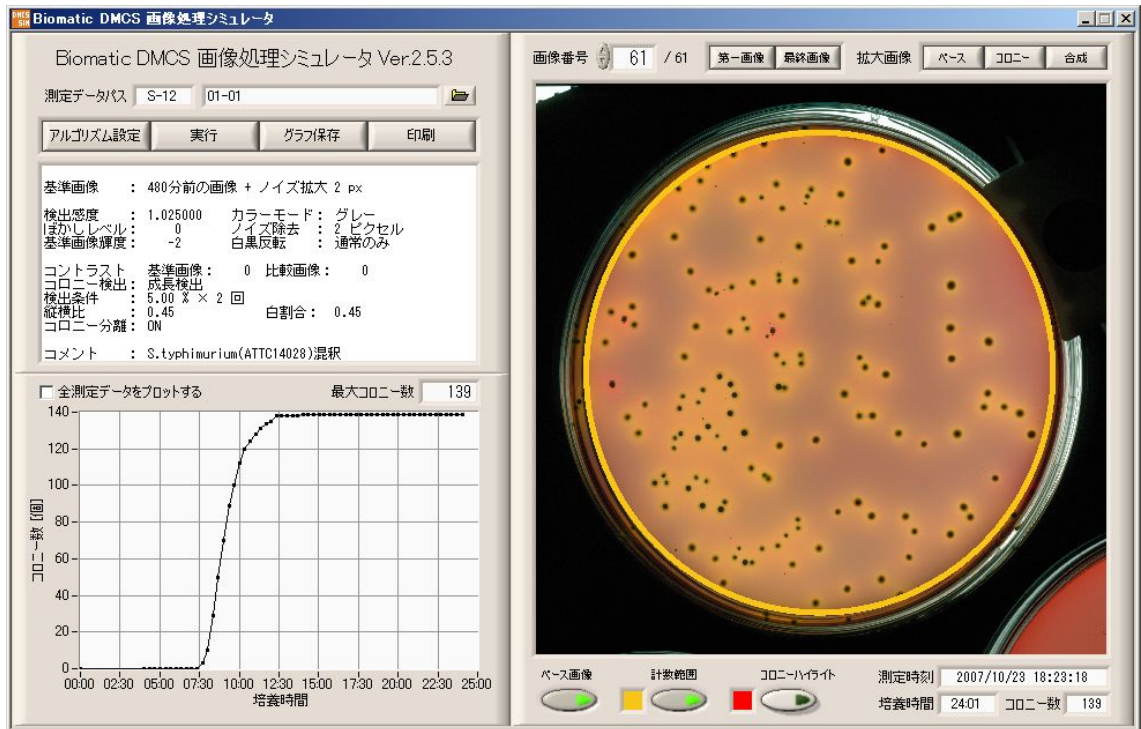 Biomatic DMCS 画像処理シミュレータ
Biomatic DMCS 画像処理シミュレータ Ver.2.5.3
測定データパス S-12 01-01
アルゴリズム設定 実行 グラフ保存 印刷
基準画像 : 480分前の画像 + ノイズ拡大 2 px
検出感度 : 1.025000 カラーモード : グレー
ぼかしレベル : 0 ノイズ除去 : 2 ピクセル
基準画像輝度 : -2 白黒反転 : 通常のみ
コントラスト 基準画像 : 0 比較画像 : 0
コロニー検出 : 成長検出
検出条件 : 5.00 % × 2 回
縦横比 : 0.45 白割合 : 0.45
コロニー分離 : ON
コメント : S.typhimurium(ATTC14028)混釈
全測定データをプロットする 最大コロニー数 139
140
120
100
80
60
40
20
0
コロニー数 [個]
00:00 02:30 05:00 07:30 10:00 12:30 15:00 17:30 20:00 22:30 25:00
培養時間
画像番号 61 / 61 第一画像 最終画像 拡大画像 ベース コロニー 合成
ベース画像 計数範囲 コロニーハイライト
測定時刻 2007/10/23 18:23:18
培養時間 24:01 コロニー数 139